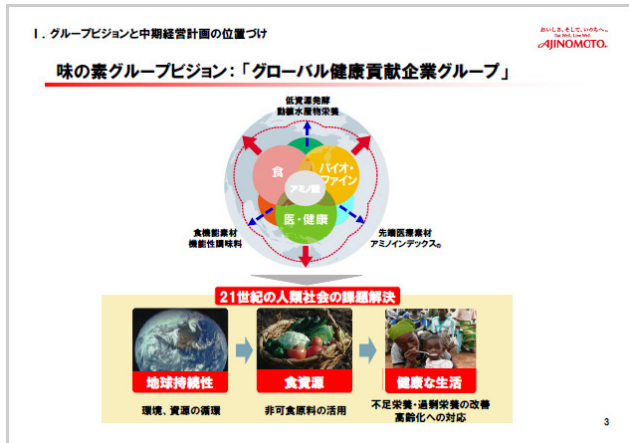 Ⅰ．グループビジョンと中期経営計画の位置づけ
おいしさ、そして、いのちへ。
Eat Well, Live Well.
AJINOMOTO®
味の素グループビジョン：「グローバル健康貢献企業グループ」
低資源発酵
動植水産物栄養
食
バイオ・
ファイン
アミノ酸
医・健康
食機能素材
機能性調味料
先端医療素材
アミノインデックス®
21世紀の人類社会の課題解決
地球持続性
食資源
健康な生活
環境、資源の循環
非可食原料の活用
不足栄養・過剰栄養の改善
高齢化への対応
3